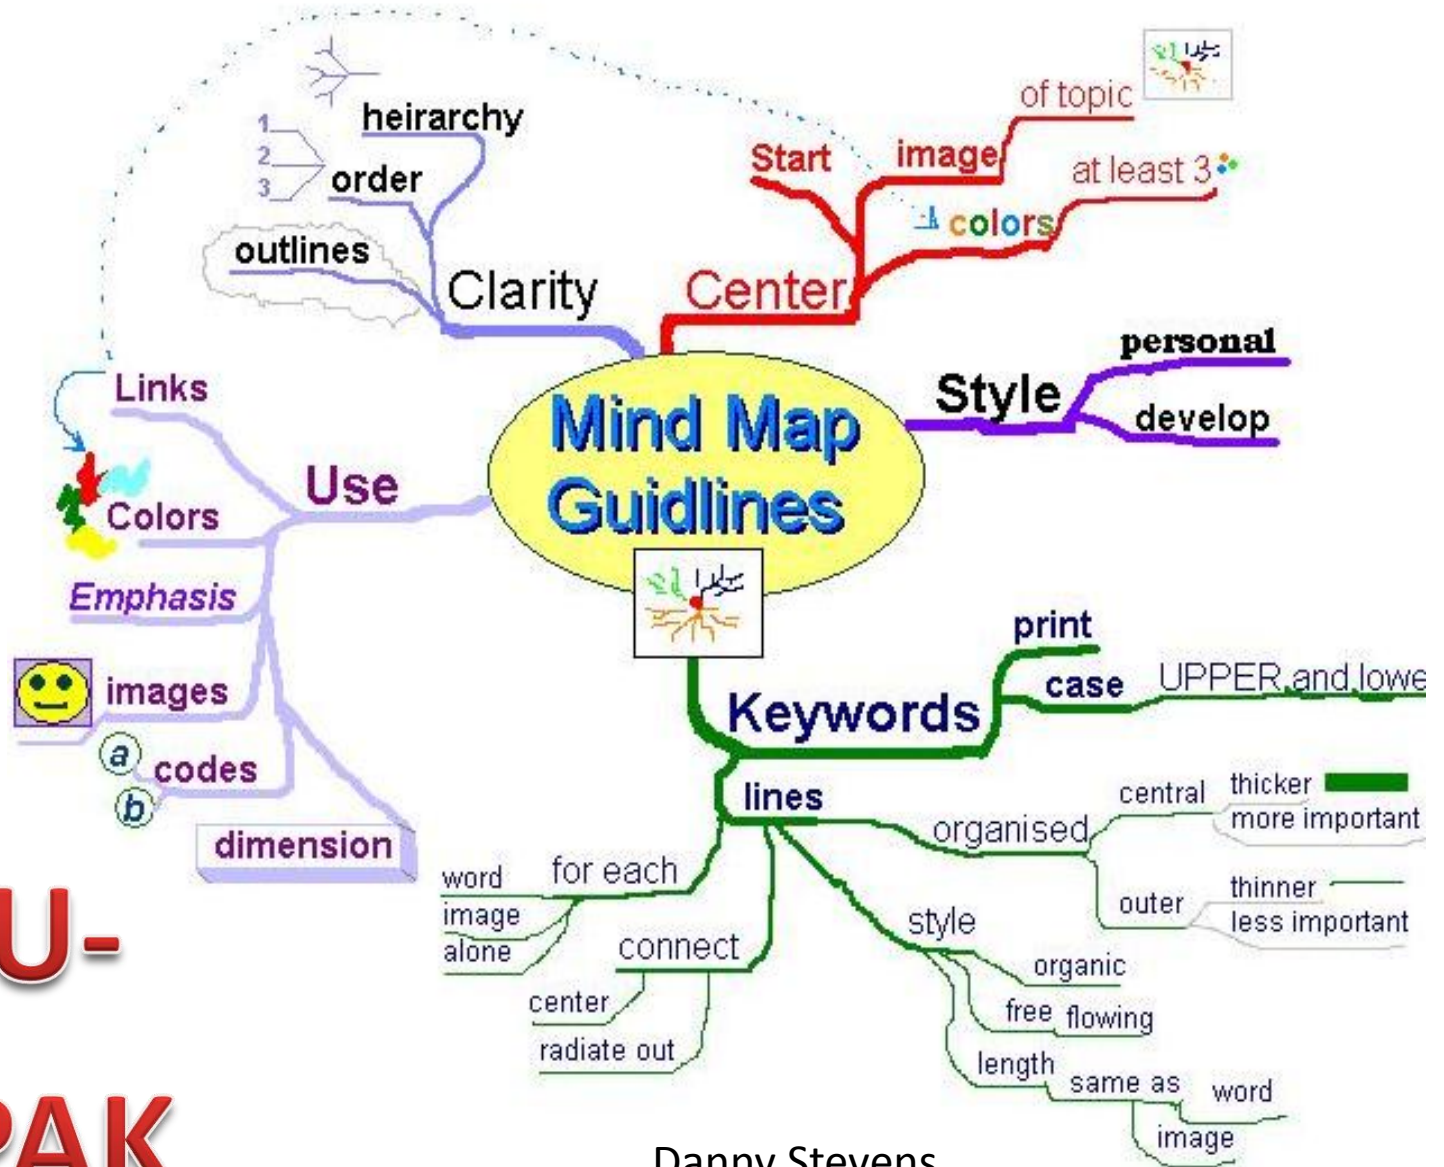 Mind Map
Guidlines
Clarity
heirarchy
order
1
2
3
outlines
Center
Start
image
of topic
colors
at least 3
Style
personal
develop
Use
Links
Colors
Emphasis
images
codes
a
b
dimension
Keywords
print
case
UPPER and lowe
lines
organised
central
thicker
more important
outer
thinner
less important
style
organic
free flowing
length
same as
word
image
connect
center
radiate out
for each
word
image
alone
U-
PAK
Danny Stevens